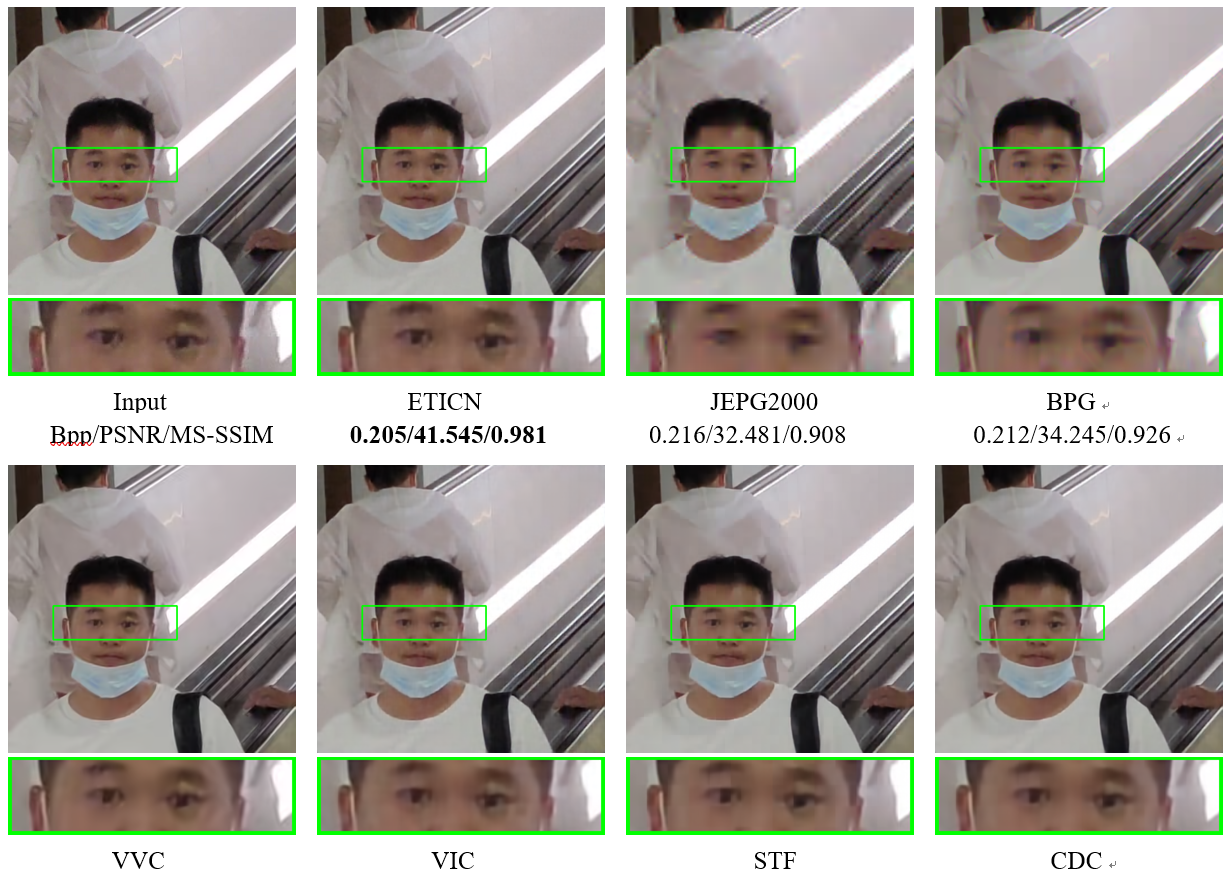 Input
ETICN
JEPG2000
BPG
Bpp/PSNR/MS-SSIM
0.205/41.545/0.981
0.216/32.481/0.908
0.212/34.245/0.926
VVC
VIC
STF
CDC